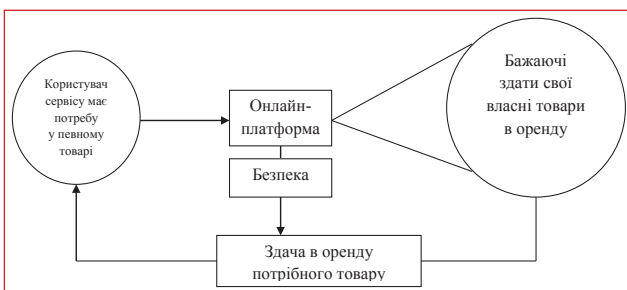 Користувач
сервісу має
потребу
у певному
товарі
Онлайн-
платформа
Безпека
Бажаючі
здати свої
власні товари
в оренду
Здача в оренду
потрібного товару